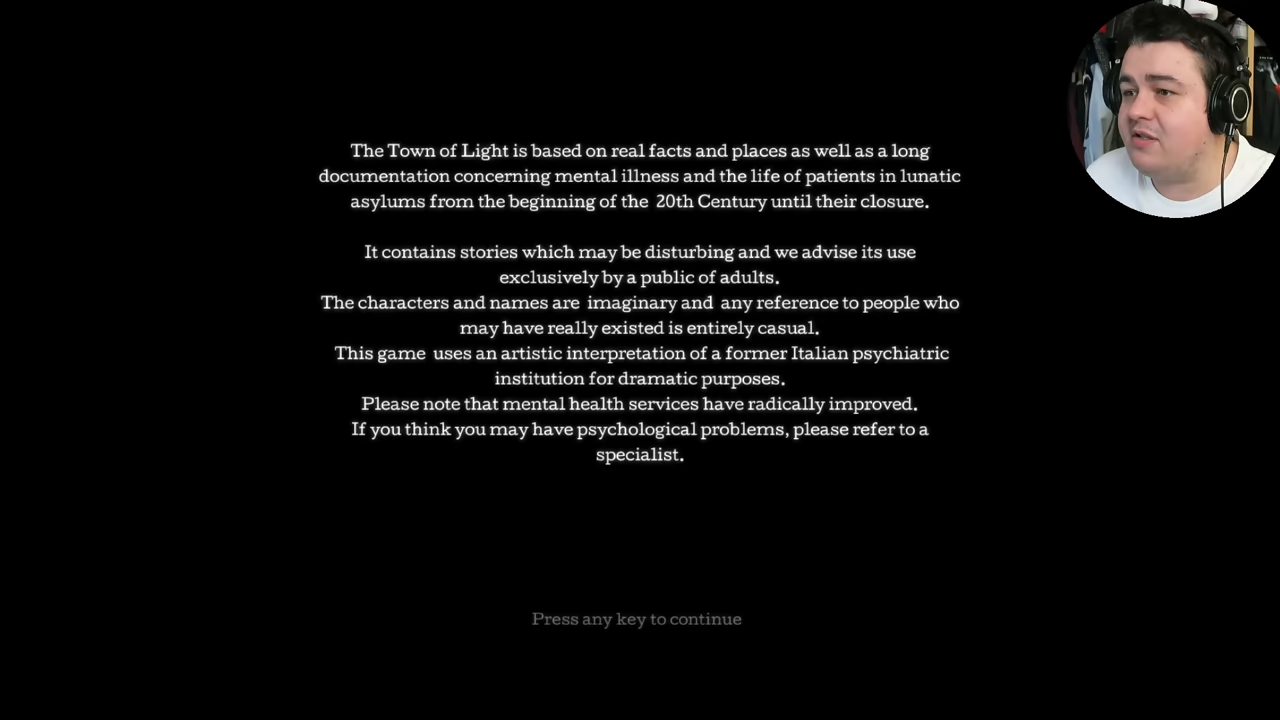 The Town of Light is based on real facts and places as well as a long
documentation concerning mental illness and the life of patients in lunatic
asylums from the beginning of the 20th Century until their closure.
It contains stories which may be disturbing and we advise its use
exclusively by a public of adults.
The characters and names are imaginary and any reference to people who
may have really existed is entirely casual.
This game uses an artistic interpretation of a former Italian psychiatric
institution for dramatic purposes.
Please note that mental health services have radically improved.
If you think you may have psychological problems, please refer to a
specialist.
Press any key to continue